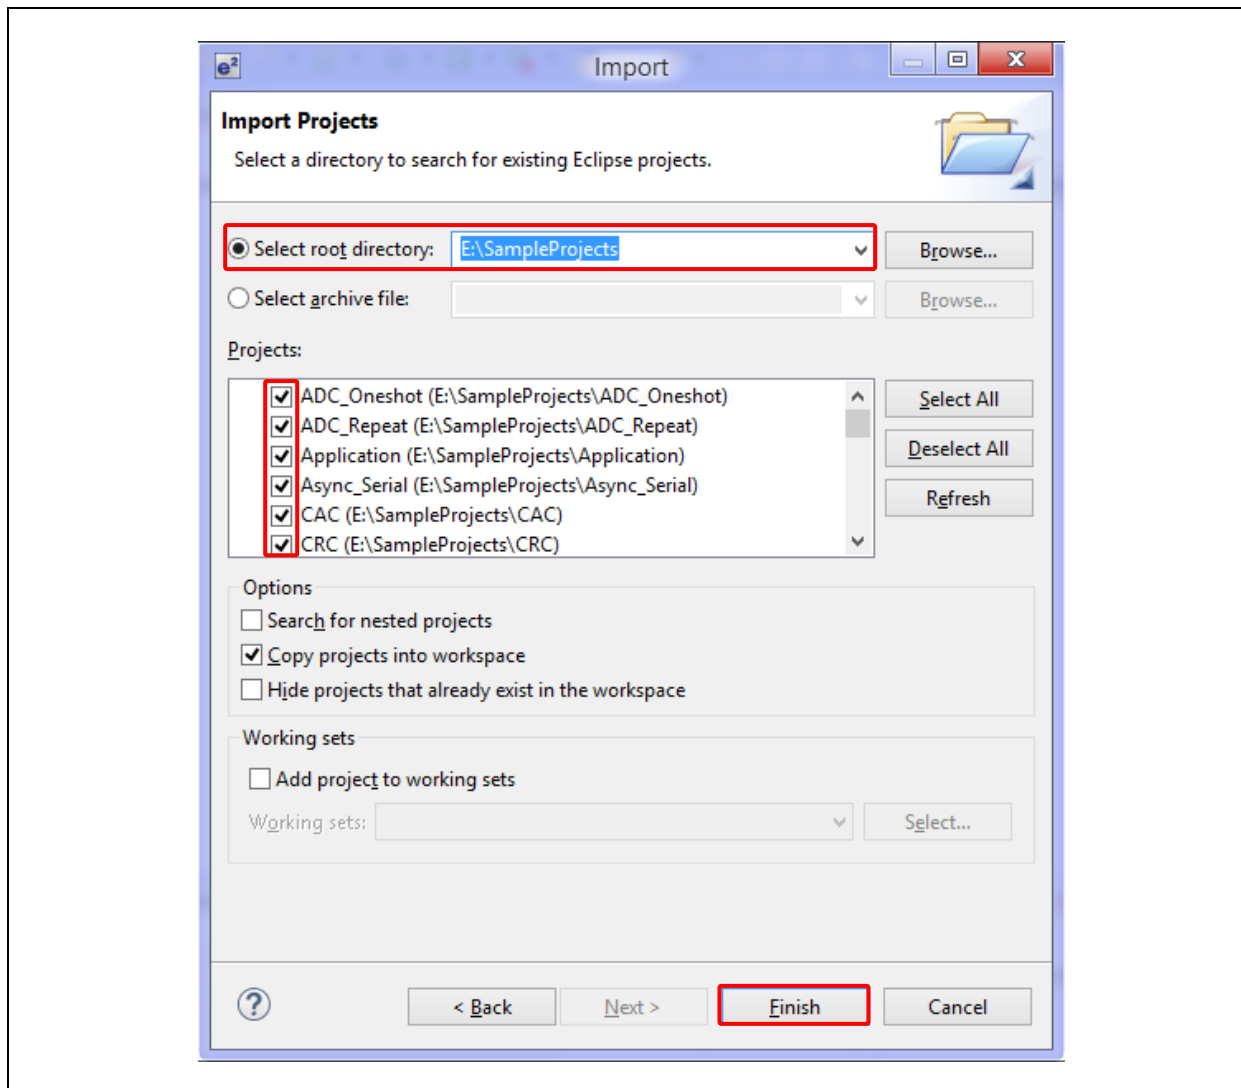 e²
Import
Import Projects
Select a directory to search for existing Eclipse projects.
Select root directory: E:\SampleProjects Browse...
Select archive file: Browse...
Projects:
ADC_Oneshot (E:\SampleProjects\ADC_Oneshot)
ADC_Repeat (E:\SampleProjects\ADC_Repeat)
Application (E:\SampleProjects\Application)
Async_Serial (E:\SampleProjects\Async_Serial)
CAC (E:\SampleProjects\CAC)
CRC (E:\SampleProjects\CRC)
Select All
Deselect All
Refresh
Options
Search for nested projects
Copy projects into workspace
Hide projects that already exist in the workspace
Working sets
Add project to working sets
Working sets: Select...
? < Back Next > Finish Cancel